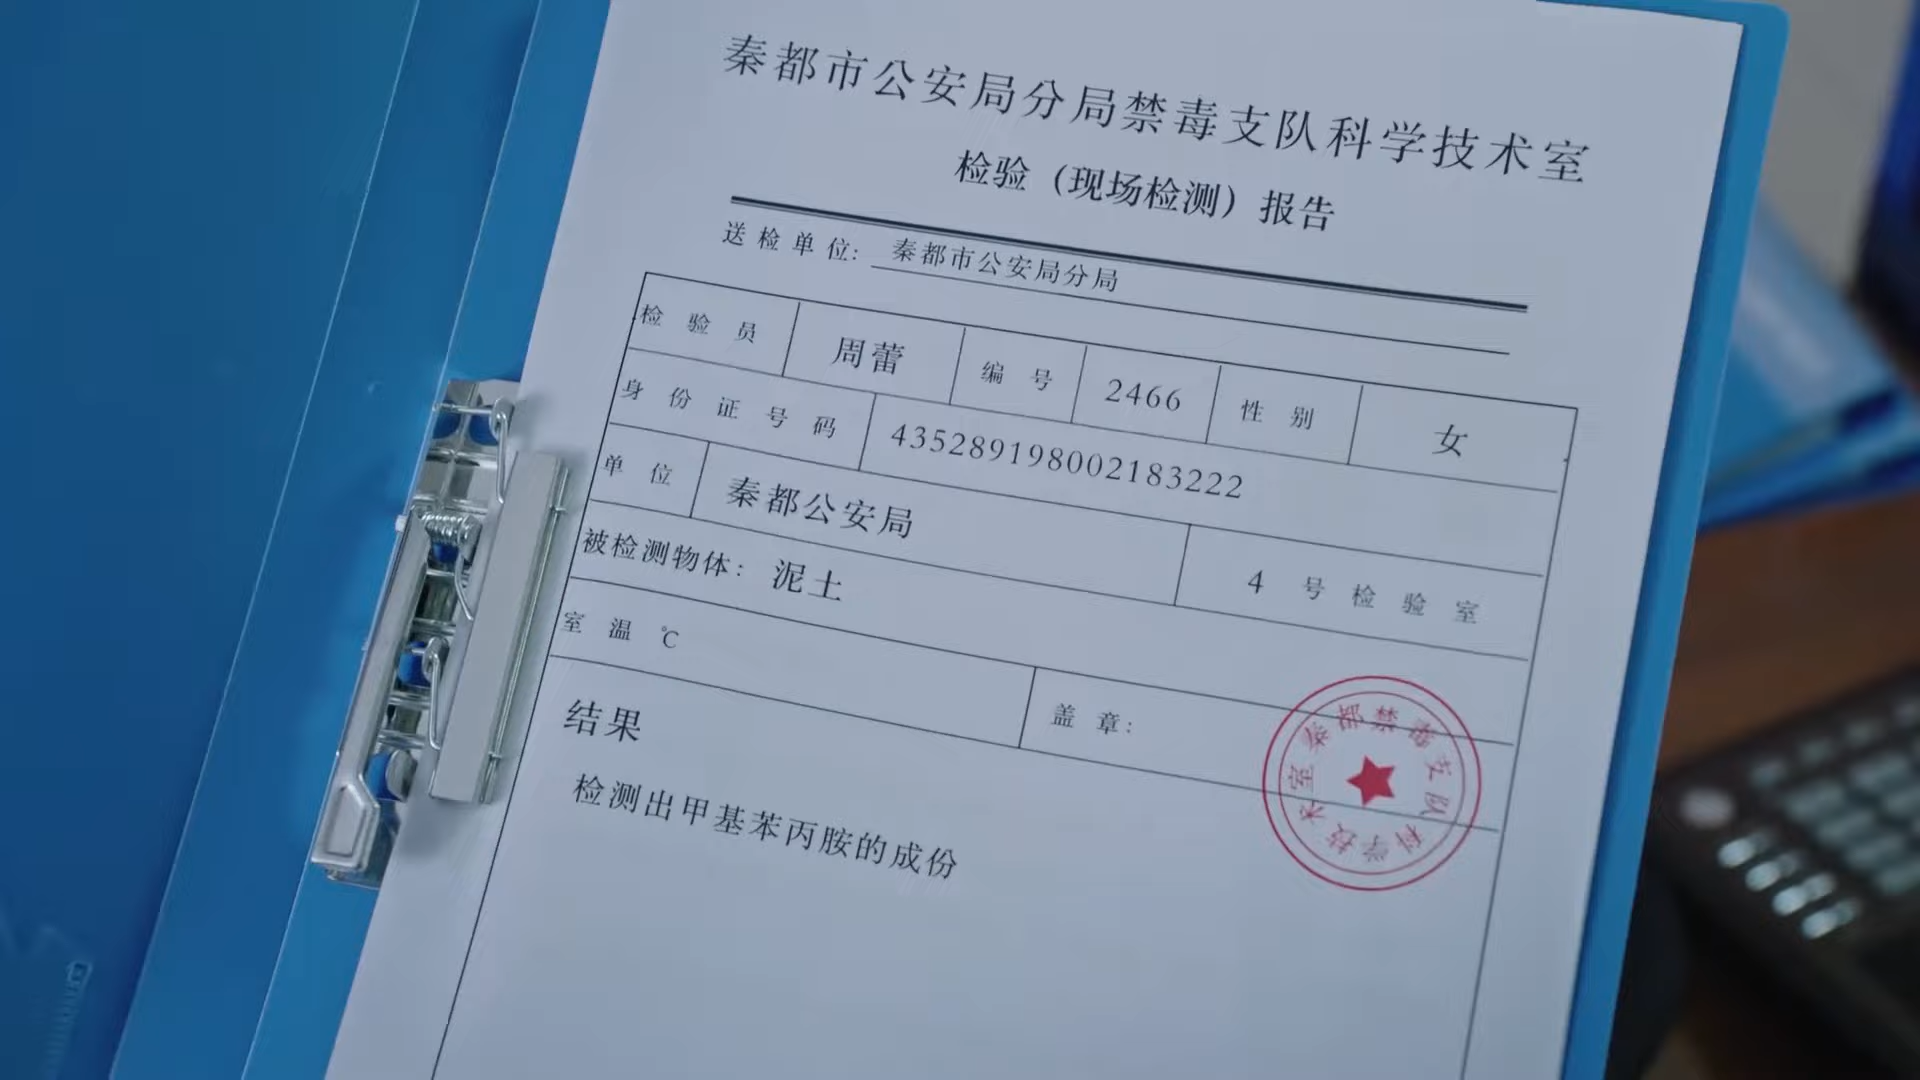 秦都市公安局分局禁毒支队科学技术室
检验（现场检测）报告
送检单位: 秦都市公安局分局
检验员 周蕾 编号 2466 性别 女
身份证号码 435289198002183222
单位 秦都公安局 4 号检验室
被检测物体: 泥土
室温 ℃ 盖章:
秦都禁毒支队科学技术室
结果
检测出甲基苯丙胺的成份